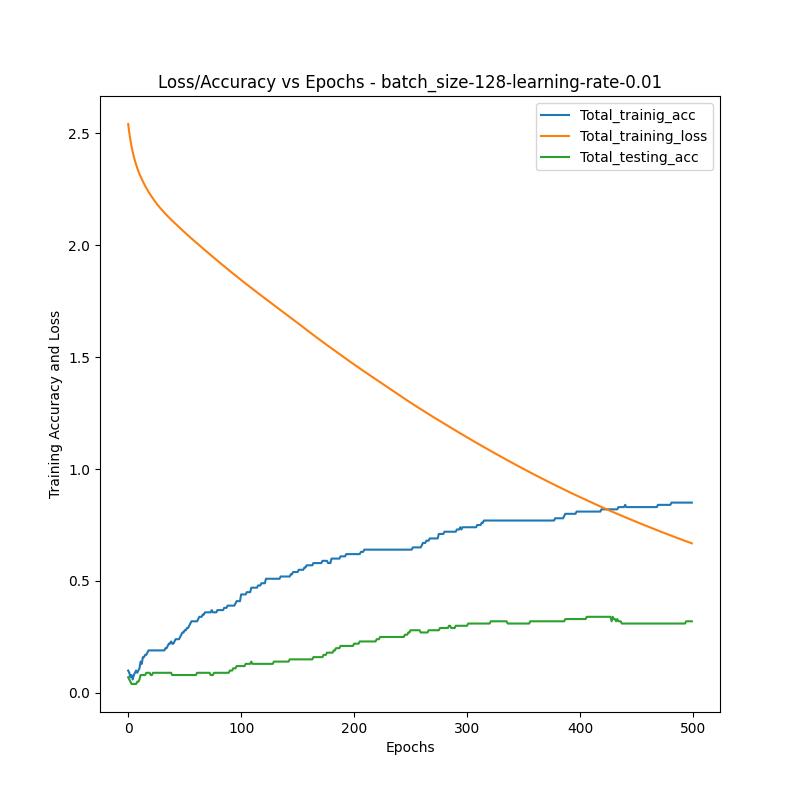 Loss/Accuracy vs Epochs - batch_size-128-learning-rate-0.01
Total_trainig_acc
Total_training_loss
Total_testing_acc
Training Accuracy and Loss
2.5
2.0
1.5
1.0
0.5
0.0
0 100 200 300 400 500
Epochs